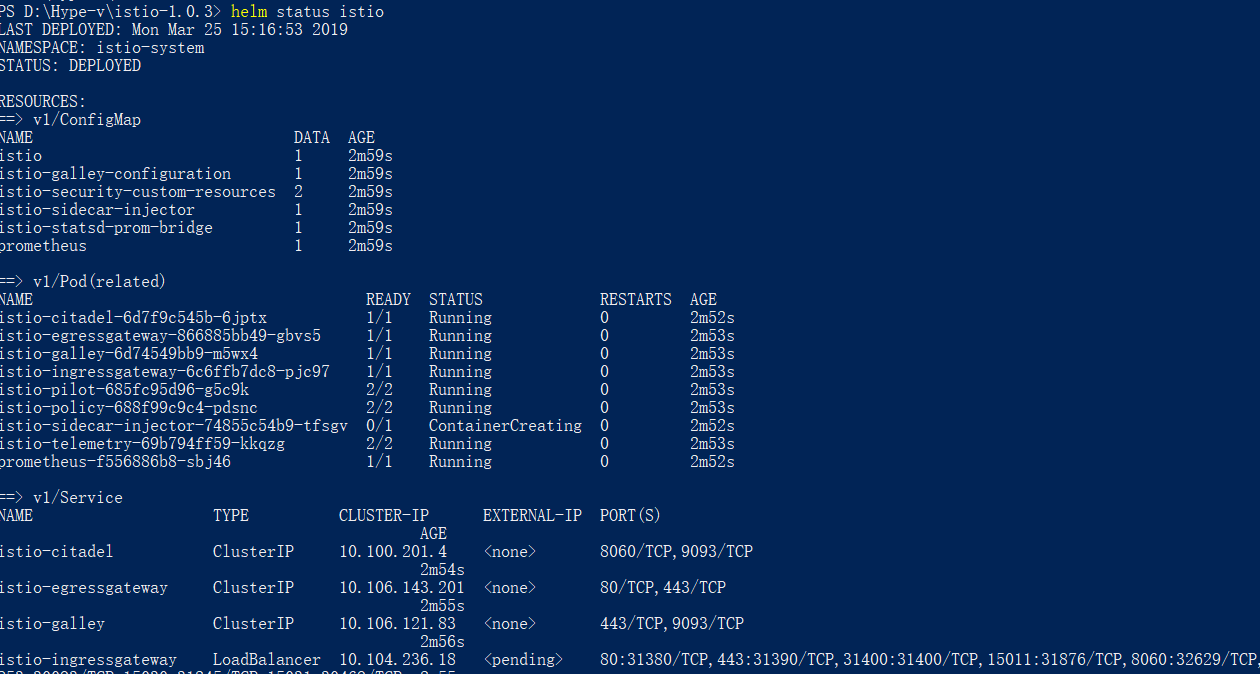 PS D:\Hype-v\istio-1.0.3> helm status istio
LAST DEPLOYED: Mon Mar 25 15:16:53 2019
NAMESPACE: istio-system
STATUS: DEPLOYED
RESOURCES:
==> v1/ConfigMap
NAME DATA AGE
istio 1 2m59s
istio-galley-configuration 1 2m59s
istio-security-custom-resources 2 2m59s
istio-sidecar-injector 1 2m59s
istio-statsd-prom-bridge 1 2m59s
prometheus 1 2m59s
==> v1/Pod(related)
NAME READY STATUS RESTARTS AGE
istio-citadel-6d7f9c545b-6jptx 1/1 Running 0 2m52s
istio-egressgateway-866885bb49-gbvs5 1/1 Running 0 2m53s
istio-galley-6d74549bb9-m5wx4 1/1 Running 0 2m53s
istio-ingressgateway-6c6ffb7dc8-pjc97 1/1 Running 0 2m53s
istio-pilot-685fc95d96-g5c9k 2/2 Running 0 2m53s
istio-policy-688f99c9c4-pdsnc 2/2 Running 0 2m53s
istio-sidecar-injector-74855c54b9-tfsgv 0/1 ContainerCreating 0 2m52s
istio-telemetry-69b794ff59-kkqzg 2/2 Running 0 2m53s
prometheus-f556886b8-sbj46 1/1 Running 0 2m52s
==> v1/Service
NAME TYPE CLUSTER-IP EXTERNAL-IP PORT(S)
AGE
istio-citadel ClusterIP 10.100.201.4 <none> 8060/TCP,9093/TCP
2m54s
istio-egressgateway ClusterIP 10.106.143.201 <none> 80/TCP,443/TCP
2m55s
istio-galley ClusterIP 10.106.121.83 <none> 443/TCP,9093/TCP
2m56s
istio-ingressgateway LoadBalancer 10.104.236.18 <pending> 80:31380/TCP,443:31390/TCP,31400:31400/TCP,15011:31876/TCP,8060:32629/TCP,